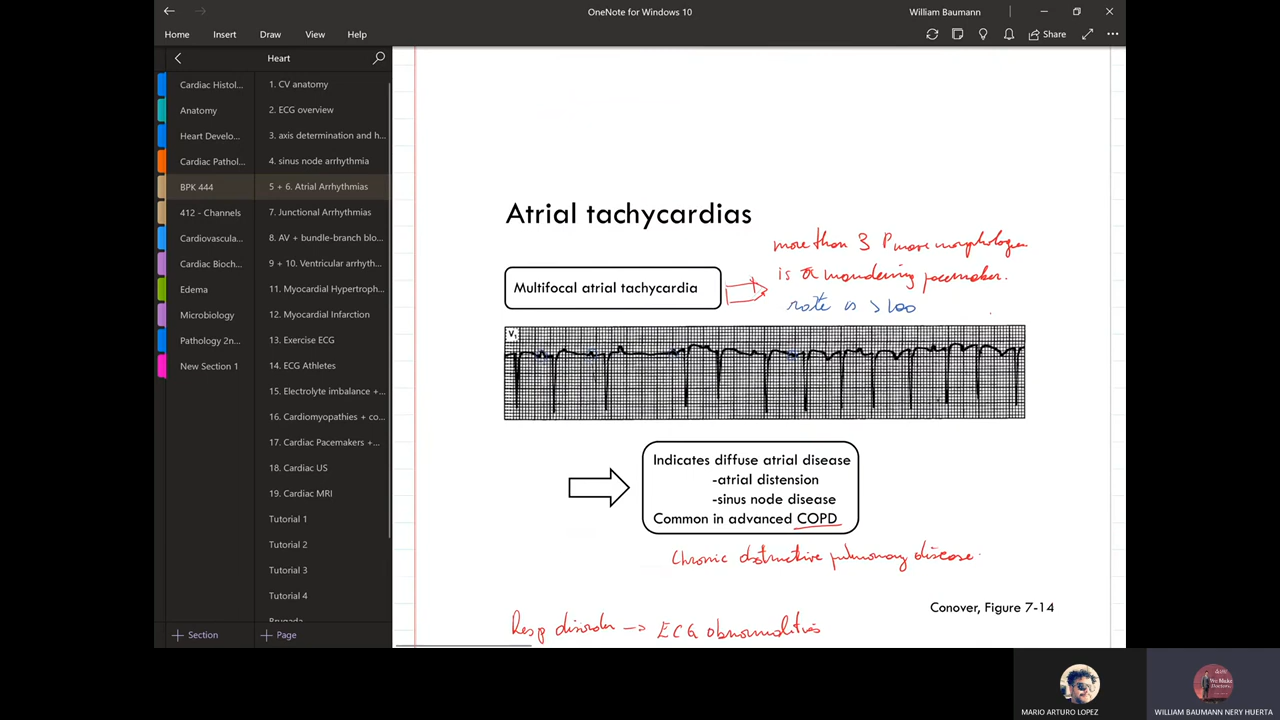 OneNote for Windows 10
William Baumann
Home
Insert
Draw
View
Help
Share
Heart
Cardiac Histol...
Anatomy
Heart Develo...
Cardiac Pathol...
BPK 444
412 - Channels
Cardiovascula...
Cardiac Bioch...
Edema
Microbiology
Pathology 2n...
New Section 1
Section
1. CV anatomy
2. ECG overview
3. axis determination and h...
4. sinus node arrhythmia
5 + 6. Atrial Arrhythmias
7. Junctional Arrhythmias
8. AV + bundle-branch blo...
9 + 10. Ventricular arryth...
11. Myocardial Hypertroph...
12. Myocardial Infarction
13. Exercise ECG
14. ECG Athletes
15. Electrolyte imbalance +...
16. Cardiomyopathies + co...
17. Cardiac Pacemakers +...
18. Cardiac US
19. Cardiac MRI
Tutorial 1
Tutorial 2
Tutorial 3
Tutorial 4
Brugada
Page
Atrial tachycardias
Multifocal atrial tachycardia
more than 3 P morphologies
is a wandering pacemaker.
rate is > 100
V1
Indicates diffuse atrial disease
-atrial distension
-sinus node disease
Common in advanced COPD
Chronic obstructive pulmonary disease
Conover, Figure 7-14
Resp disorder -> ECG abnormalities
MARIO ARTURO LOPEZ
WILLIAM BAUMANN NERY HUERTA